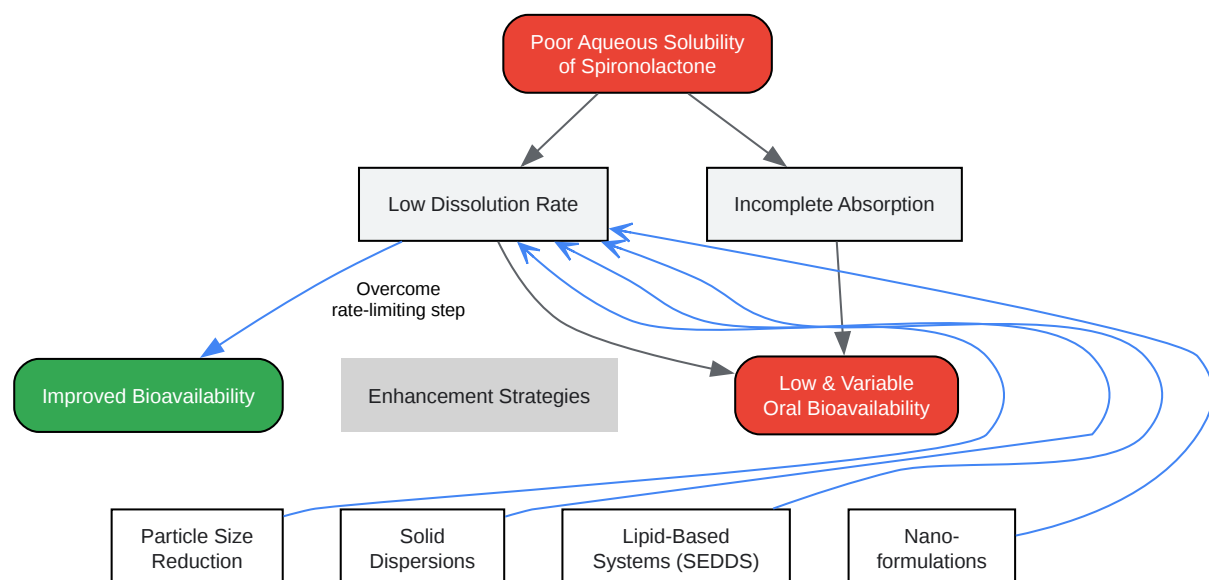 Poor Aqueous Solubility
of Spironolactone
Low Dissolution Rate
Incomplete Absorption
Overcome
rate-limiting step
Improved Bioavailability
Enhancement Strategies
Low & Variable
Oral Bioavailability
Particle Size
Reduction
Solid
Dispersions
Lipid-Based
Systems (SEDDS)
Nano-
formulations